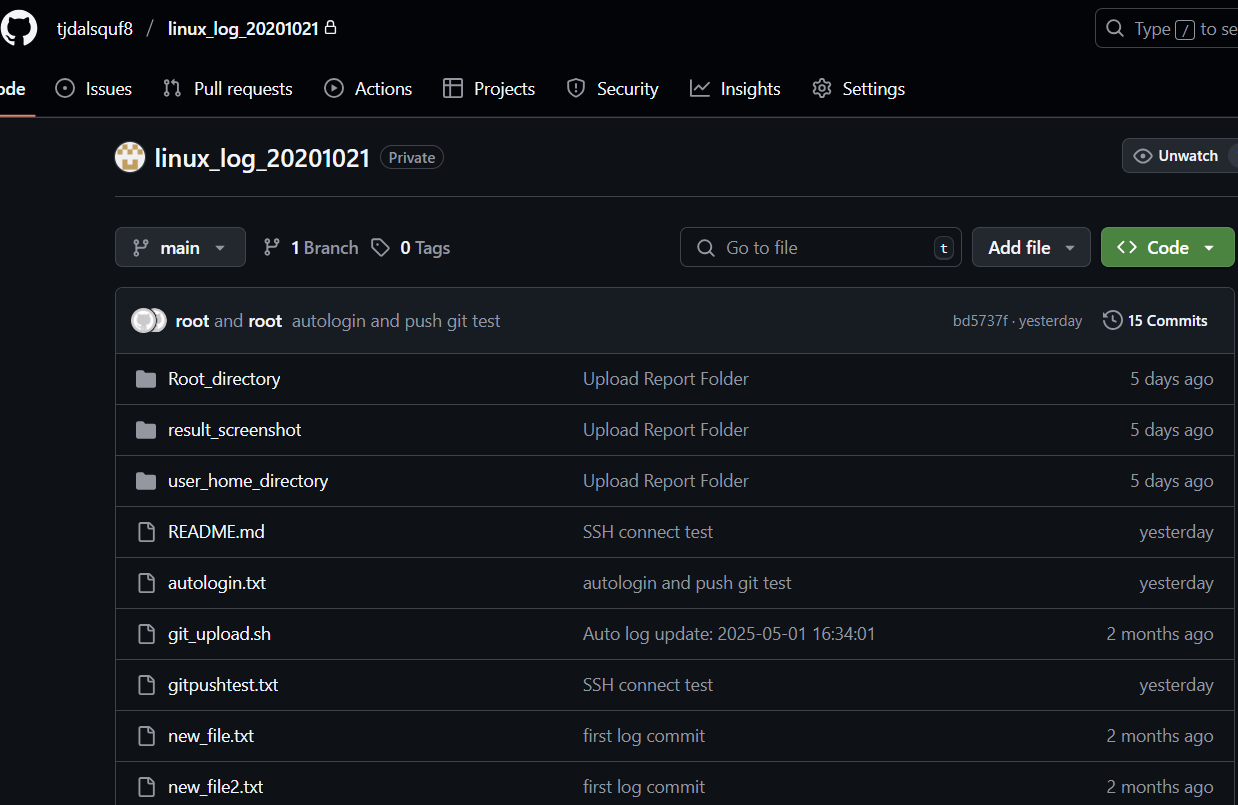 tjdalsquf8 / linux_log_20201021
Type / to se
ode Issues Pull requests Actions Projects Security Insights Settings
linux_log_20201021 Private Unwatch
main 1 Branch 0 Tags Go to file t Add file Code
root and root autologin and push git test bd5737f · yesterday 15 Commits
Root_directory Upload Report Folder 5 days ago
result_screenshot Upload Report Folder 5 days ago
user_home_directory Upload Report Folder 5 days ago
README.md SSH connect test yesterday
autologin.txt autologin and push git test yesterday
git_upload.sh Auto log update: 2025-05-01 16:34:01 2 months ago
gitpushtest.txt SSH connect test yesterday
new_file.txt first log commit 2 months ago
new_file2.txt first log commit 2 months ago